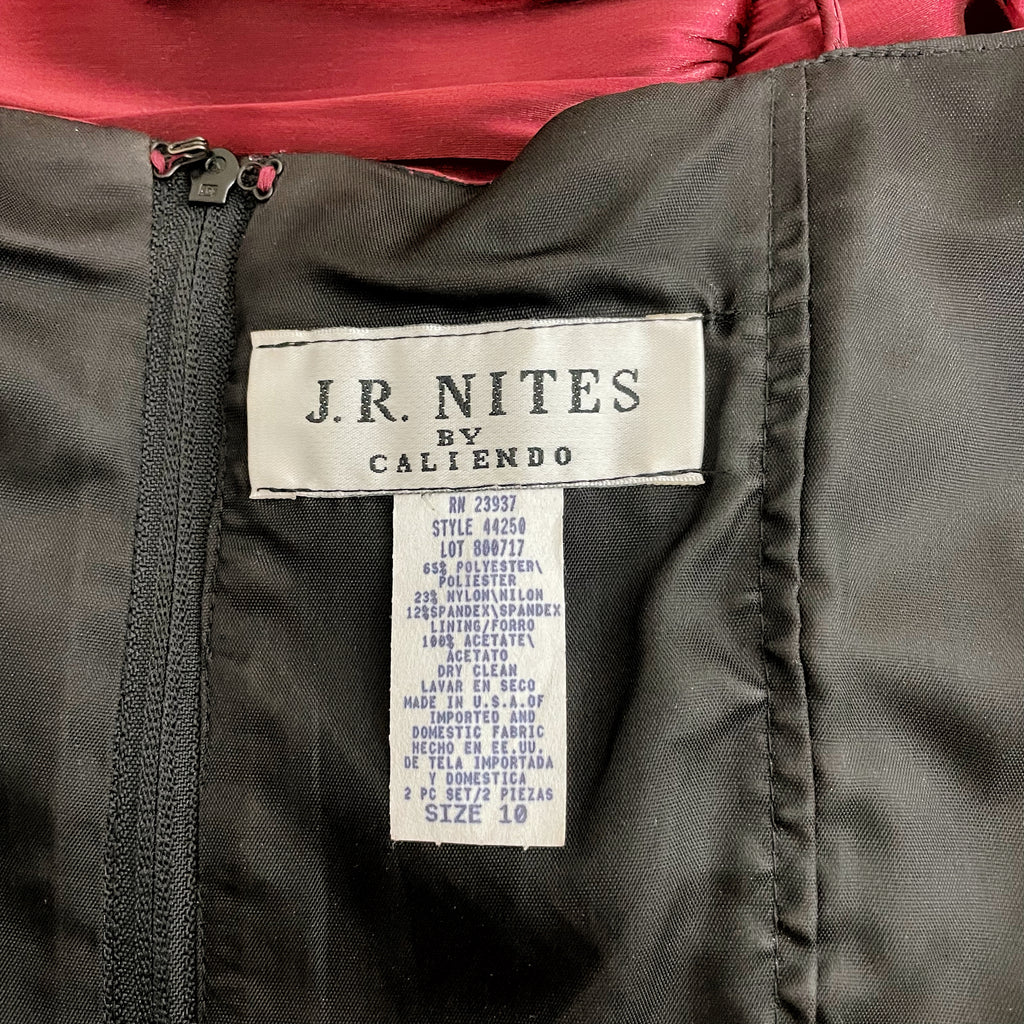 J.R. NITES
BY
CALIENDO
RN 23937
STYLE 44250
LOT 800717
65% POLYESTER\
POLIESTER
23% NYLON\NILON
12%SPANDEX\SPANDEX
LINING/FORRO
100% ACETATE\
ACETATO
DRY CLEAN
LAVAR EN SECO
MADE IN U.S.A.OF
IMPORTED AND
DOMESTIC FABRIC
HECHO EN EE.UU.
DE TELA IMPORTADA
Y DOMESTICA
2 PC SET/2 PIEZAS
SIZE 10